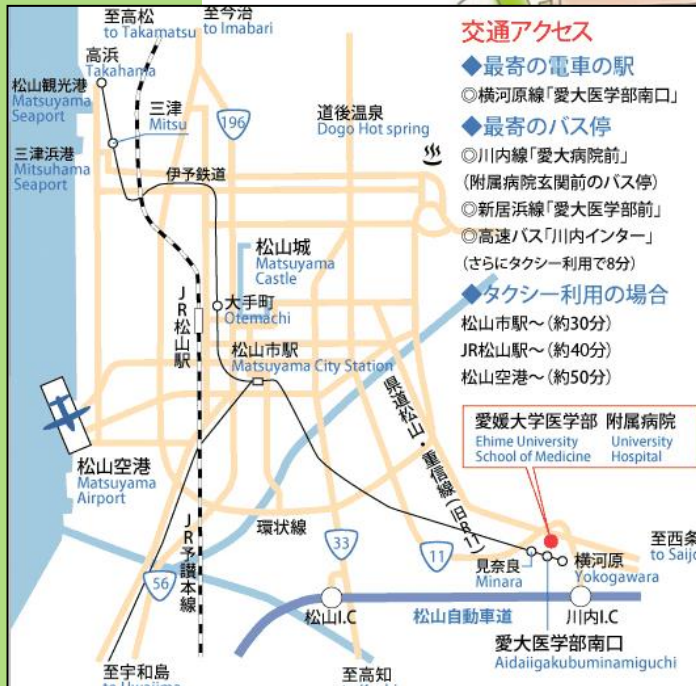 至高松
to Takamatsu
至今治
to Imabari
高浜
Takahama
松山観光港
Matsuyama
Seaport
三津
Mitsu
196
道後温泉
Dogo Hot spring
三津浜港
Mitsuhama
Seaport
伊予鉄道
松山城
Matsuyama
Castle
JR松山駅
大手町
Otemachi
松山市駅
Matsuyama City Station
松山空港
Matsuyama
Airport
県道松山・重信線(旧R11)
環状線
JR予讃本線
33
11
56
見奈良
Minara
横河原
Yokogawara
至西条
to Saijo
松山I.C
松山自動車道
川内I.C
愛大医学部南口
Aidaiigakubuminamiguchi
至宇和島
至高知
交通アクセス
◆最寄の電車の駅
◎横河原線「愛大医学部南口」
◆最寄のバス停
◎川内線「愛大病院前」
(附属病院玄関前のバス停)
◎新居浜線「愛大医学部前」
◎高速バス「川内インター」
(さらにタクシー利用で8分)
◆タクシー利用の場合
松山市駅~(約30分)
JR松山駅~(約40分)
松山空港~(約50分)
愛媛大学医学部 附属病院
Ehime University University
School of Medicine Hospital